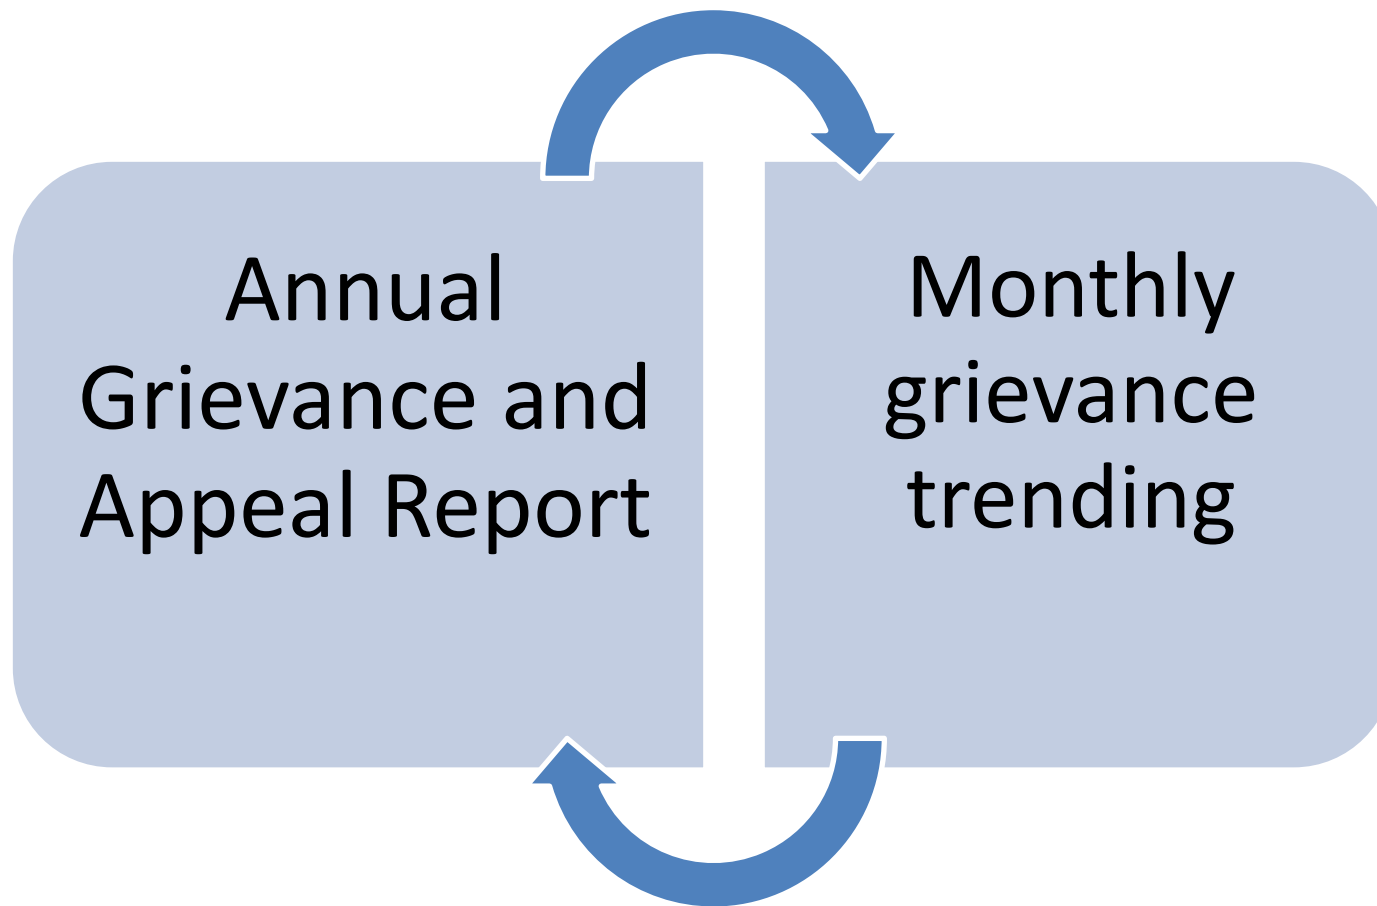 Annual
Grievance and
Appeal Report
Monthly
grievance
trending